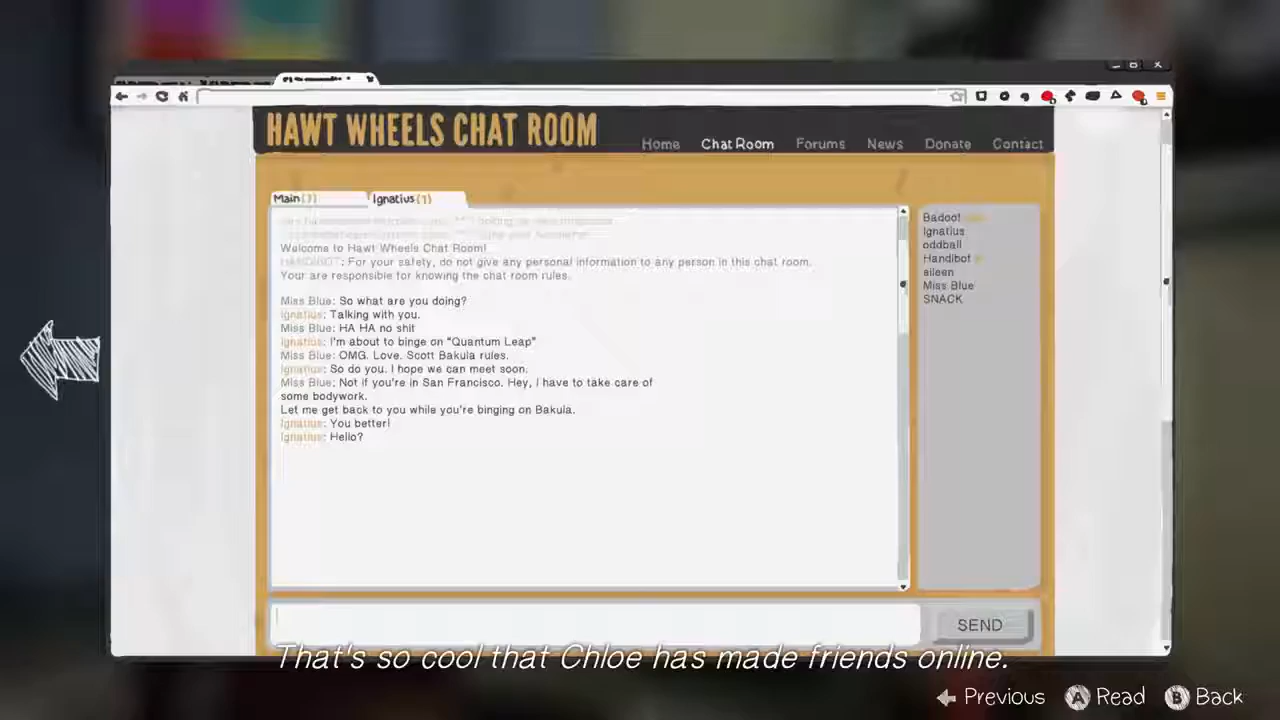 HAWT WHEELS CHAT ROOM
Home Chat Room Forums News Donate Contact
Main Ignatius (1)
Welcome to Hawt Wheels Chat Room!
HANDIBOT: For your safety, do not give any personal information to any person in this chat room.
Your are responsible for knowing the chat room rules.
Miss Blue: So what are you doing?
Ignatius: Talking with you.
Miss Blue: HA HA no shit
Ignatius: I'm about to binge on "Quantum Leap"
Miss Blue: OMG. Love. Scott Bakula rules.
Ignatius: So do you. I hope we can meet soon.
Miss Blue: Not if you're in San Francisco. Hey, I have to take care of
some bodywork.
Let me get back to you while you're binging on Bakula.
Ignatius: You better!
Ignatius: Hello?
Badoof
Ignatius
oddball
Handibot
aileen
Miss Blue
SNACK
SEND
That's so cool that Chloe has made friends online.
Previous A Read B Back